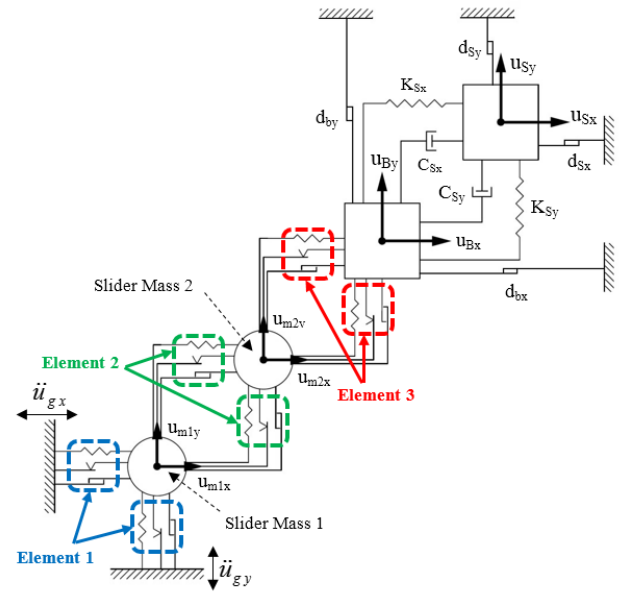 d_Sy
u_Sy
K_Sx
u_Sx
d_by
d_Sx
C_Sx
u_By
C_Sy
K_Sy
u_Bx
d_bx
Slider Mass 2
u_m2v
Element 2
u_m2x
Element 3
ü_gx
u_m1y
u_m1x
Slider Mass 1
Element 1
ü_gy